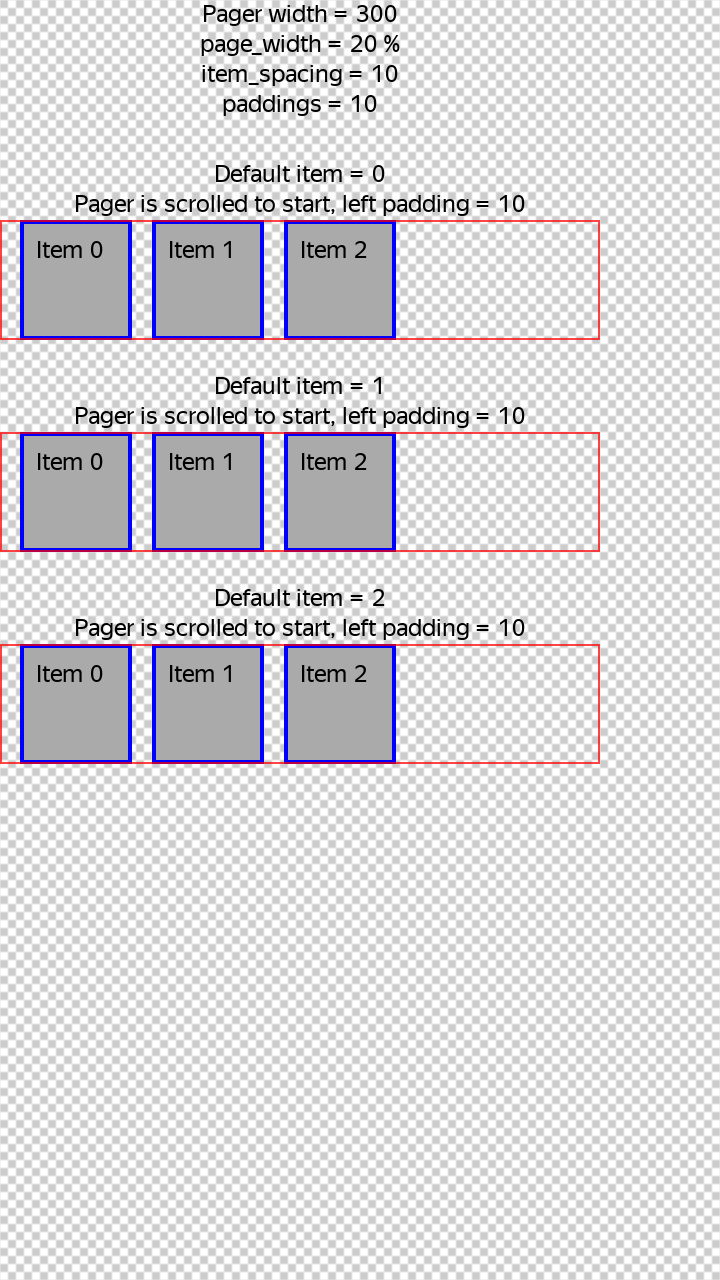 Pager width = 300
page_width = 20 %
item_spacing = 10
paddings = 10
Default item = 0
Pager is scrolled to start, left padding = 10
Item 0 Item 1 Item 2
Default item = 1
Pager is scrolled to start, left padding = 10
Item 0 Item 1 Item 2
Default item = 2
Pager is scrolled to start, left padding = 10
Item 0 Item 1 Item 2